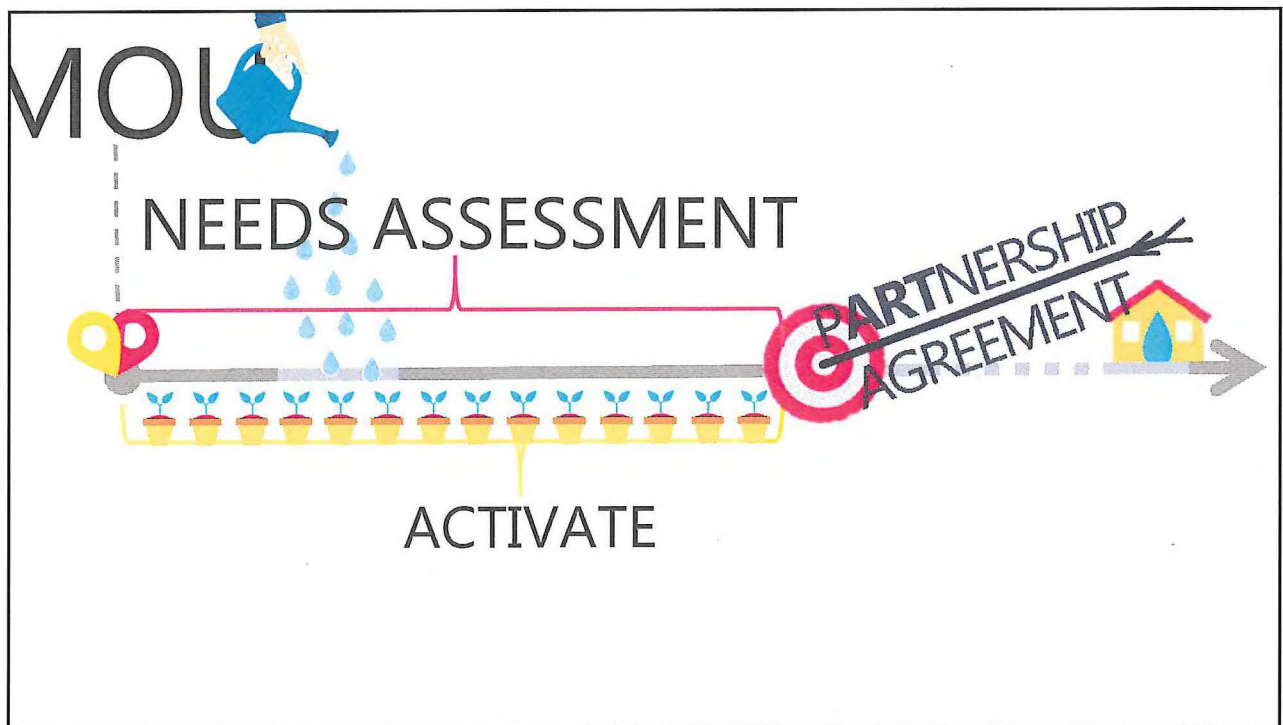 MOU
NEEDS ASSESSMENT
PARTNERSHIP
AGREEMENT
ACTIVATE